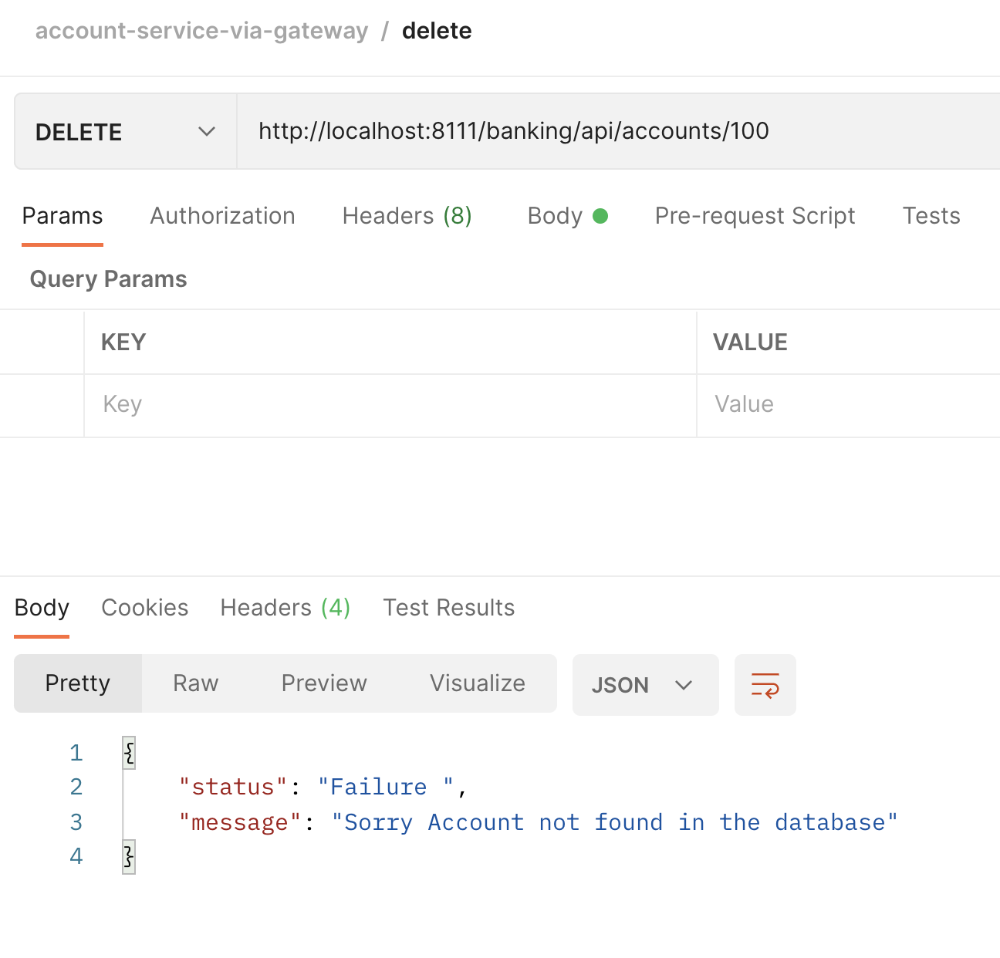 account-service-via-gateway / delete
DELETE http://localhost:8111/banking/api/accounts/100
Params Authorization Headers (8) Body Pre-request Script Tests
Query Params
KEY VALUE
Key Value
Body Cookies Headers (4) Test Results
Pretty Raw Preview Visualize JSON
1 {
2 "status": "Failure ",
3 "message": "Sorry Account not found in the database"
4 }